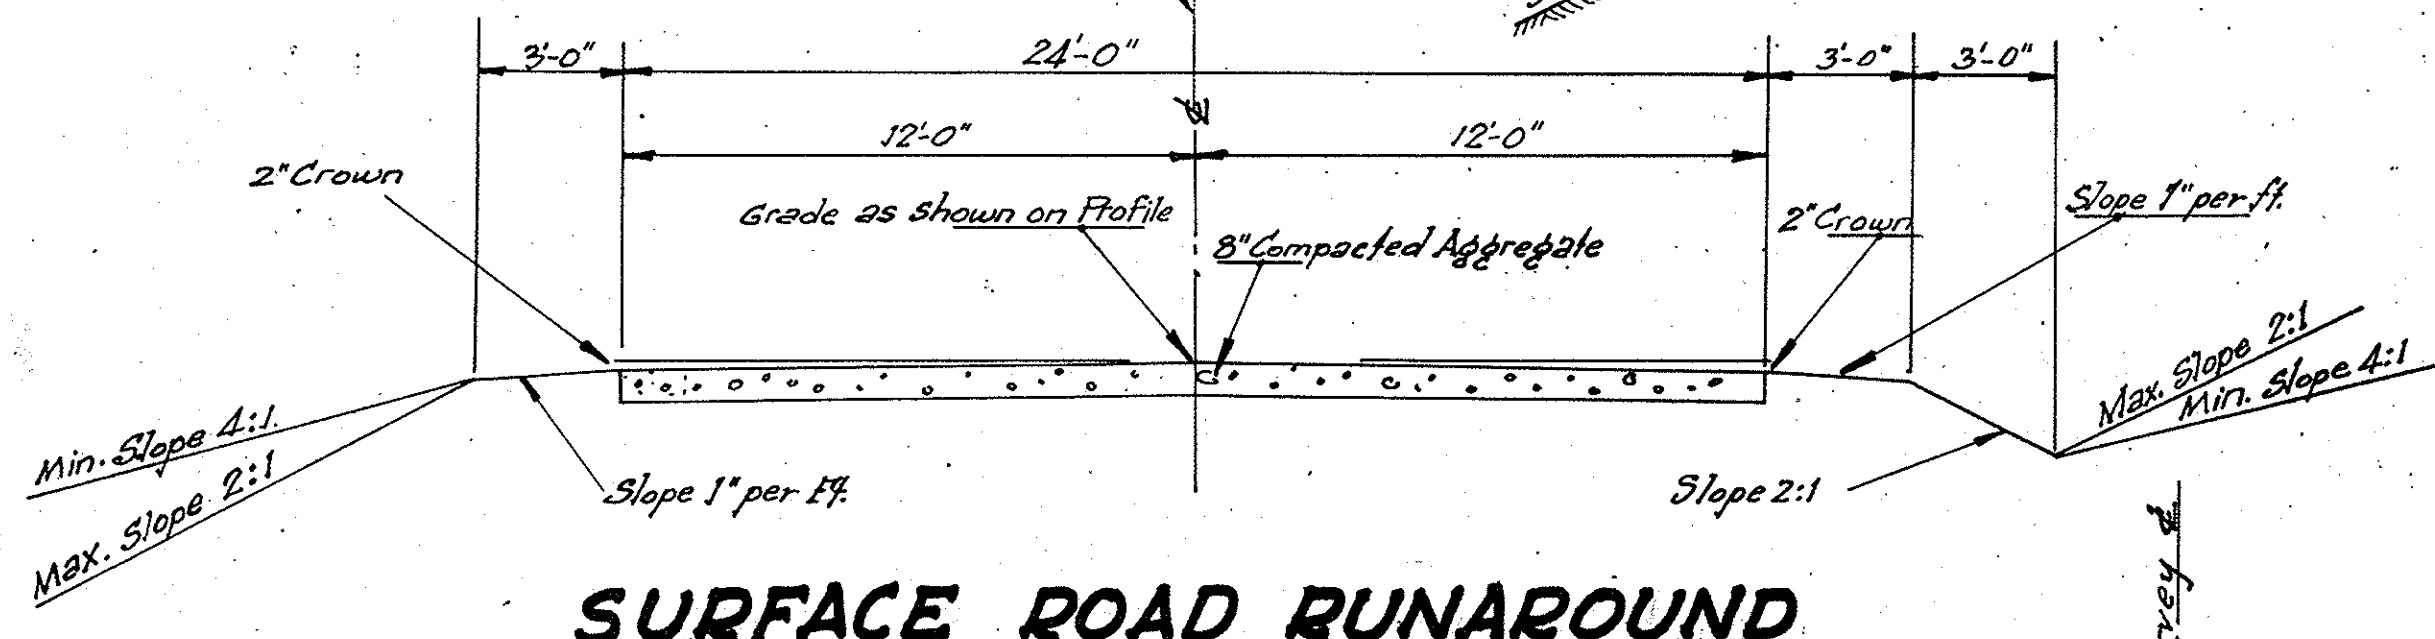 3'-0"
24'-0"
3'-0"
3'-0"
℄
12'-0"
12'-0"
2" Crown
Grade as shown on Profile
8" Compacted Aggregate
2" Crown
Slope 1" per ft.
Max. Slope 2:1
Min. Slope 4:1
Min. Slope 4:1
Max. Slope 2:1
Slope 1" per Ft.
Slope 2:1
SURFACE ROAD RUNAROUND